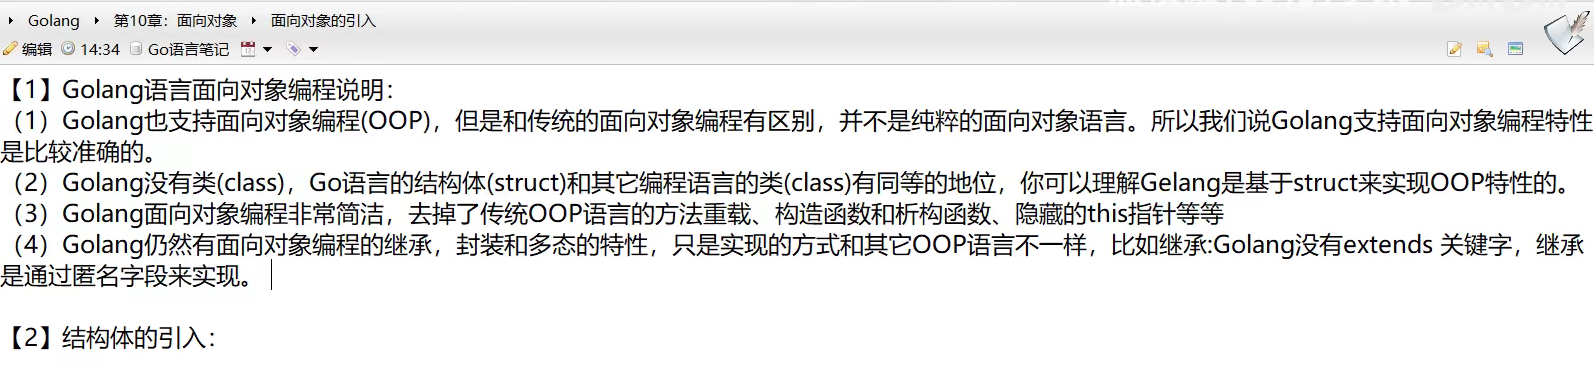 Golang 第10章：面向对象 面向对象的引入
编辑 14:34 Go语言笔记
【1】Golang语言面向对象编程说明：
（1）Golang也支持面向对象编程(OOP)，但是和传统的面向对象编程有区别，并不是纯粹的面向对象语言。所以我们说Golang支持面向对象编程特性
是比较准确的。
（2）Golang没有类(class)，Go语言的结构体(struct)和其它编程语言的类(class)有同等的地位，你可以理解Gelang是基于struct来实现OOP特性的。
（3）Golang面向对象编程非常简洁，去掉了传统OOP语言的方法重载、构造函数和析构函数、隐藏的this指针等等
（4）Golang仍然有面向对象编程的继承，封装和多态的特性，只是实现的方式和其它OOP语言不一样，比如继承:Golang没有extends 关键字，继承
是通过匿名字段来实现。
【2】结构体的引入：